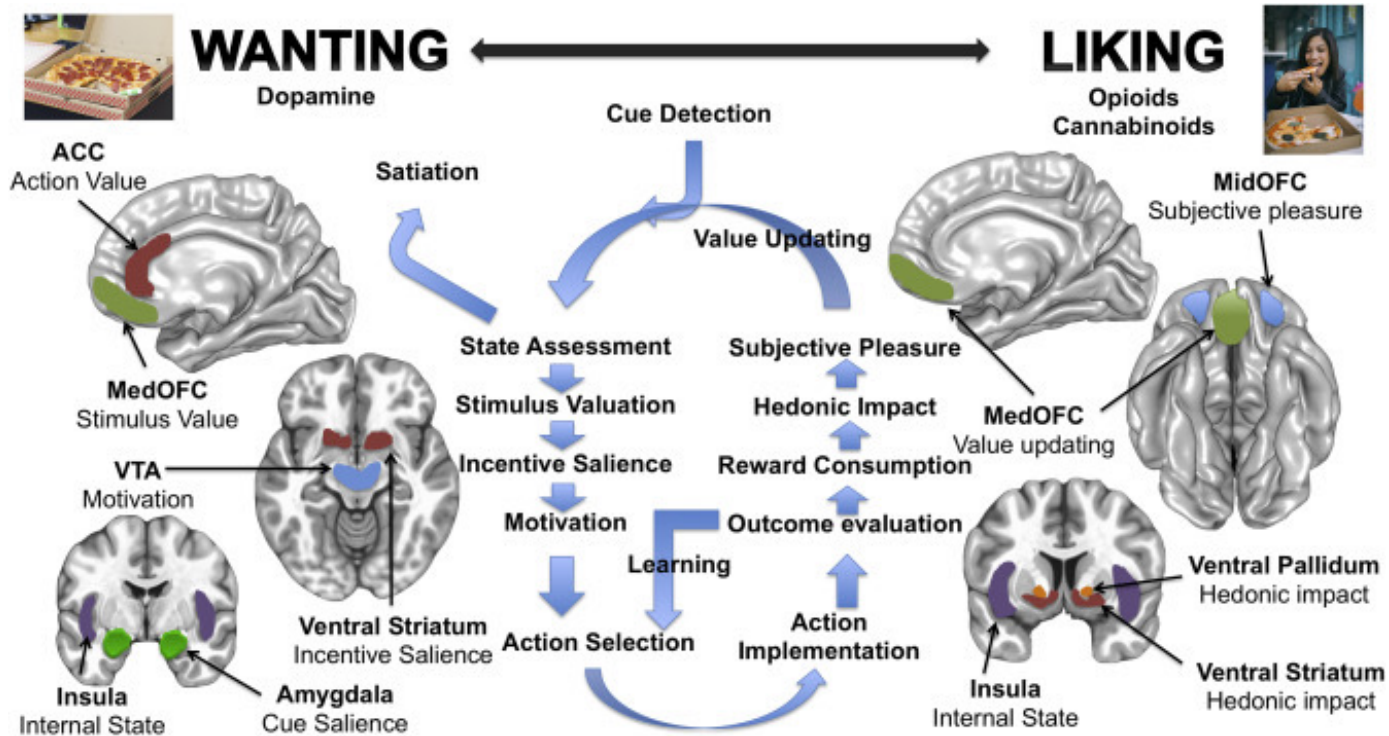 WANTING
Dopamine
LIKING
Opioids
Cannabinoids
Cue Detection
ACC
Action Value
Satiation
MidOFC
Subjective pleasure
Value Updating
State Assessment
Subjective Pleasure
MedOFC
Stimulus Value
Stimulus Valuation
Hedonic Impact
MedOFC
Value updating
VTA
Motivation
Incentive Salience
Reward Consumption
Motivation
Outcome evaluation
Learning
Ventral Pallidum
Hedonic impact
Ventral Striatum
Incentive Salience
Action Selection
Action
Implementation
Ventral Striatum
Hedonic impact
Insula
Internal State
Amygdala
Cue Salience
Insula
Internal State